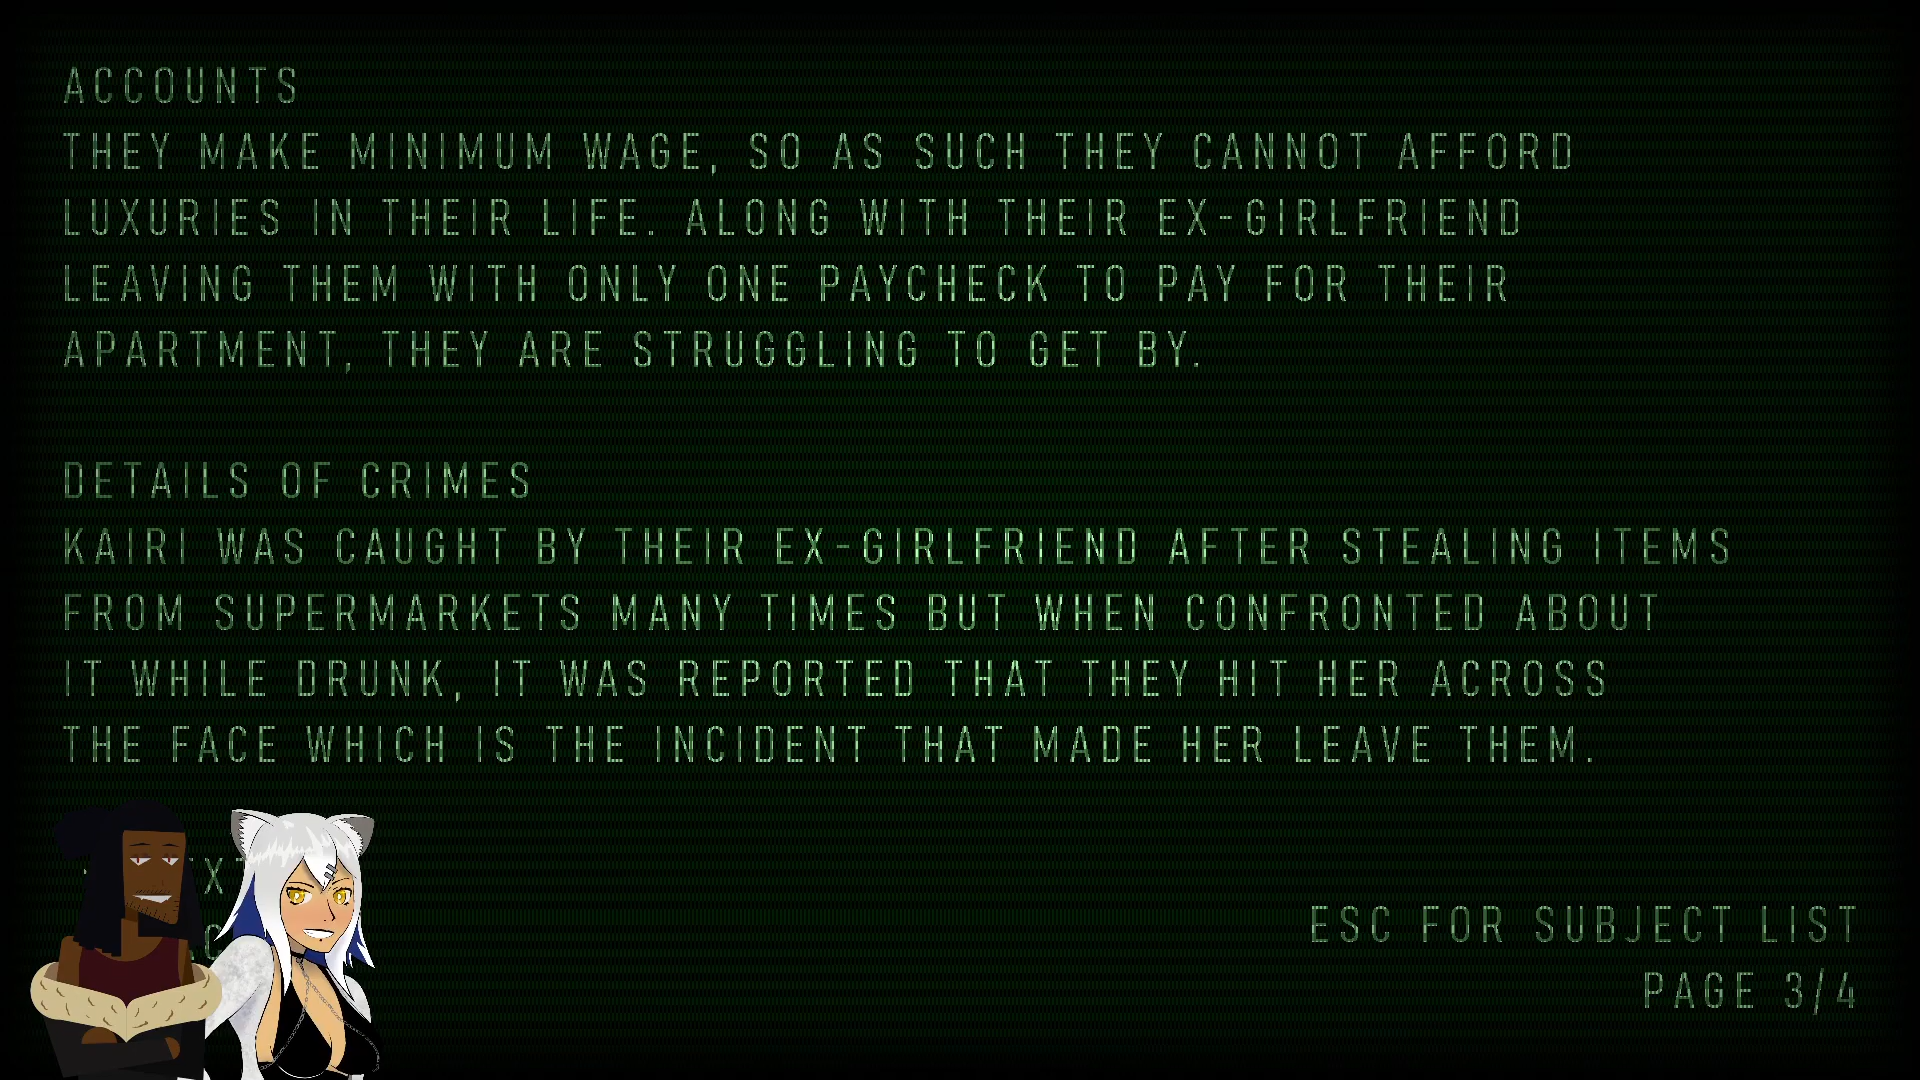 ACCOUNTS
THEY MAKE MINIMUM WAGE, SO AS SUCH THEY CANNOT AFFORD
LUXURIES IN THEIR LIFE. ALONG WITH THEIR EX-GIRLFRIEND
LEAVING THEM WITH ONLY ONE PAYCHECK TO PAY FOR THEIR
APARTMENT, THEY ARE STRUGGLING TO GET BY.
DETAILS OF CRIMES
KAIRI WAS CAUGHT BY THEIR EX-GIRLFRIEND AFTER STEALING ITEMS
FROM SUPERMARKETS MANY TIMES BUT WHEN CONFRONTED ABOUT
IT WHILE DRUNK, IT WAS REPORTED THAT THEY HIT HER ACROSS
THE FACE WHICH IS THE INCIDENT THAT MADE HER LEAVE THEM.
ESC FOR SUBJECT LIST
PAGE 3/4